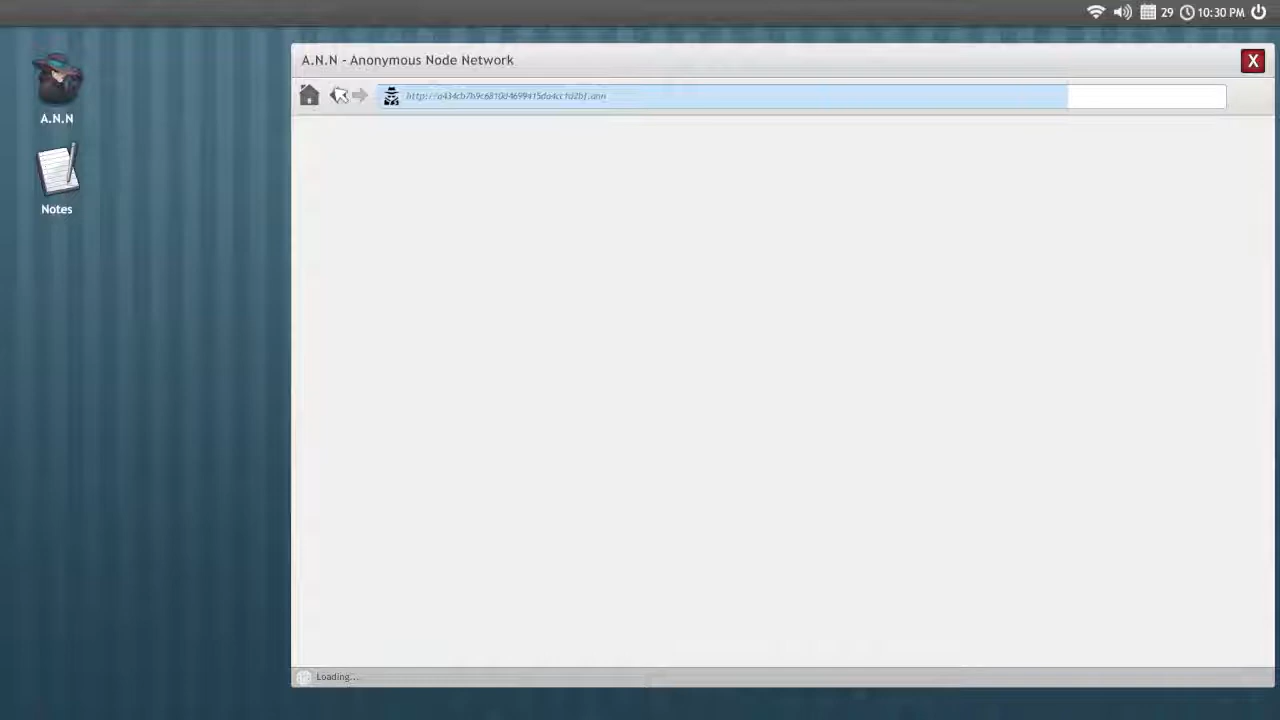 29 10:30 PM
A.N.N - Anonymous Node Network
X
A.N.N
Notes
Loading...